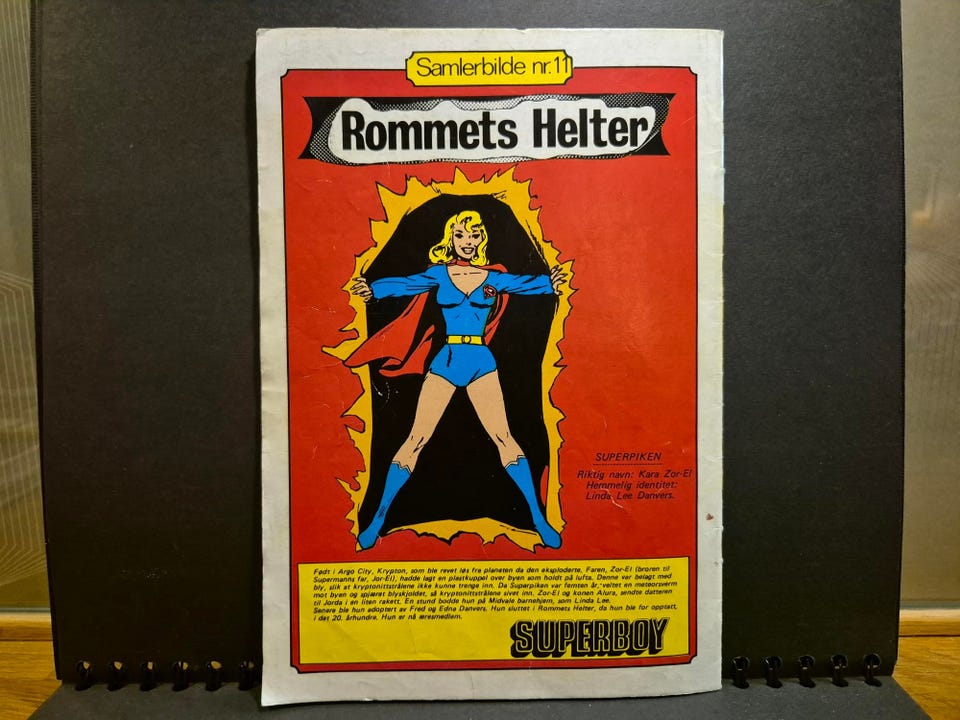 Samlerbilde nr.11
Rommets Helter
SUPERPIKEN
Riktig navn: Kara Zor-El
Hemmelig identitet:
Linda Lee Danvers.
Født i Argo City, Krypton, som ble revet løs fra planeten da den eksploderte. Faren, Zor-El (broren til
Supermanns far, Jor-El), hadde lagt en plastkuppel over byen som holdt på lufta. Denne var belagt med
bly, slik at kryptonittstrålene ikke kunne trenge inn. Da Superpiken var femten år, veltet en meteorsverm
mot byen og spjæret blyskjoldet, så kryptonittstrålene sivet inn. Zor-El og konen Alura, sendte datteren
til Jorda i en liten rakett. En stund bodde hun på Midvale barnehjem, som Linda Lee.
Senere ble hun adoptert av Fred og Edna Danvers. Hun sluttet i Rommets Helter, da hun ble for opptatt,
i det 20. århundre. Hun er nå æresmedlem.
SUPERBOY